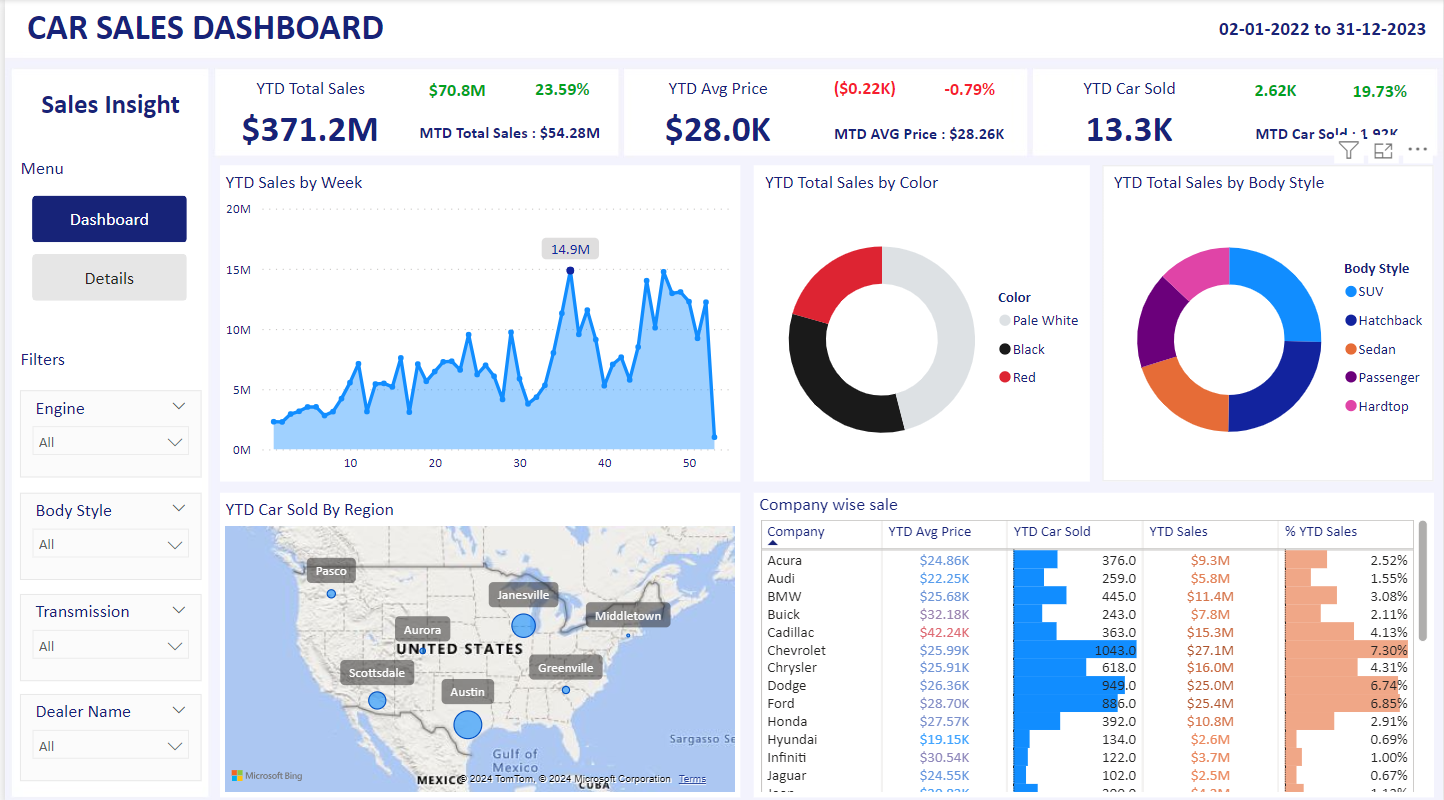 CAR SALES DASHBOARD
02-01-2022 to 31-12-2023
Sales Insight
Menu
Dashboard
Details
Filters
Engine
All
Body Style
All
Transmission
All
Dealer Name
All
YTD Total Sales
$70.8M
23.59%
$371.2M
MTD Total Sales : $54.28M
YTD Avg Price
($0.22K)
-0.79%
$28.0K
MTD AVG Price : $28.26K
YTD Car Sold
2.62K
19.73%
13.3K
MTD Car Sold : 1.92K
YTD Sales by Week
20M
15M
10M
5M
0M
14.9M
10
20
30
40
50
YTD Total Sales by Color
Color
Pale White
Black
Red
YTD Total Sales by Body Style
Body Style
SUV
Hatchback
Sedan
Passenger
Hardtop
YTD Car Sold By Region
Pasco
Janesville
Middletown
Aurora
UNITED STATES
Scottsdale
Greenville
Austin
Sargasso Se
Gulf of
Mexico
Microsoft Bing
MEXICO
© 2024 TomTom, © 2024 Microsoft Corporation Terms
CUBA
Company wise sale
Company YTD Avg Price YTD Car Sold YTD Sales % YTD Sales
Acura $24.86K 376.0 $9.3M 2.52%
Audi $22.25K 259.0 $5.8M 1.55%
BMW $25.68K 445.0 $11.4M 3.08%
Buick $32.18K 243.0 $7.8M 2.11%
Cadillac $42.24K 363.0 $15.3M 4.13%
Chevrolet $25.99K 1043.0 $27.1M 7.30%
Chrysler $25.91K 618.0 $16.0M 4.31%
Dodge $26.36K 949.0 $25.0M 6.74%
Ford $28.70K 886.0 $25.4M 6.85%
Honda $27.57K 392.0 $10.8M 2.91%
Hyundai $19.15K 134.0 $2.6M 0.69%
Infiniti $30.54K 122.0 $3.7M 1.00%
Jaguar $24.55K 102.0 $2.5M 0.67%